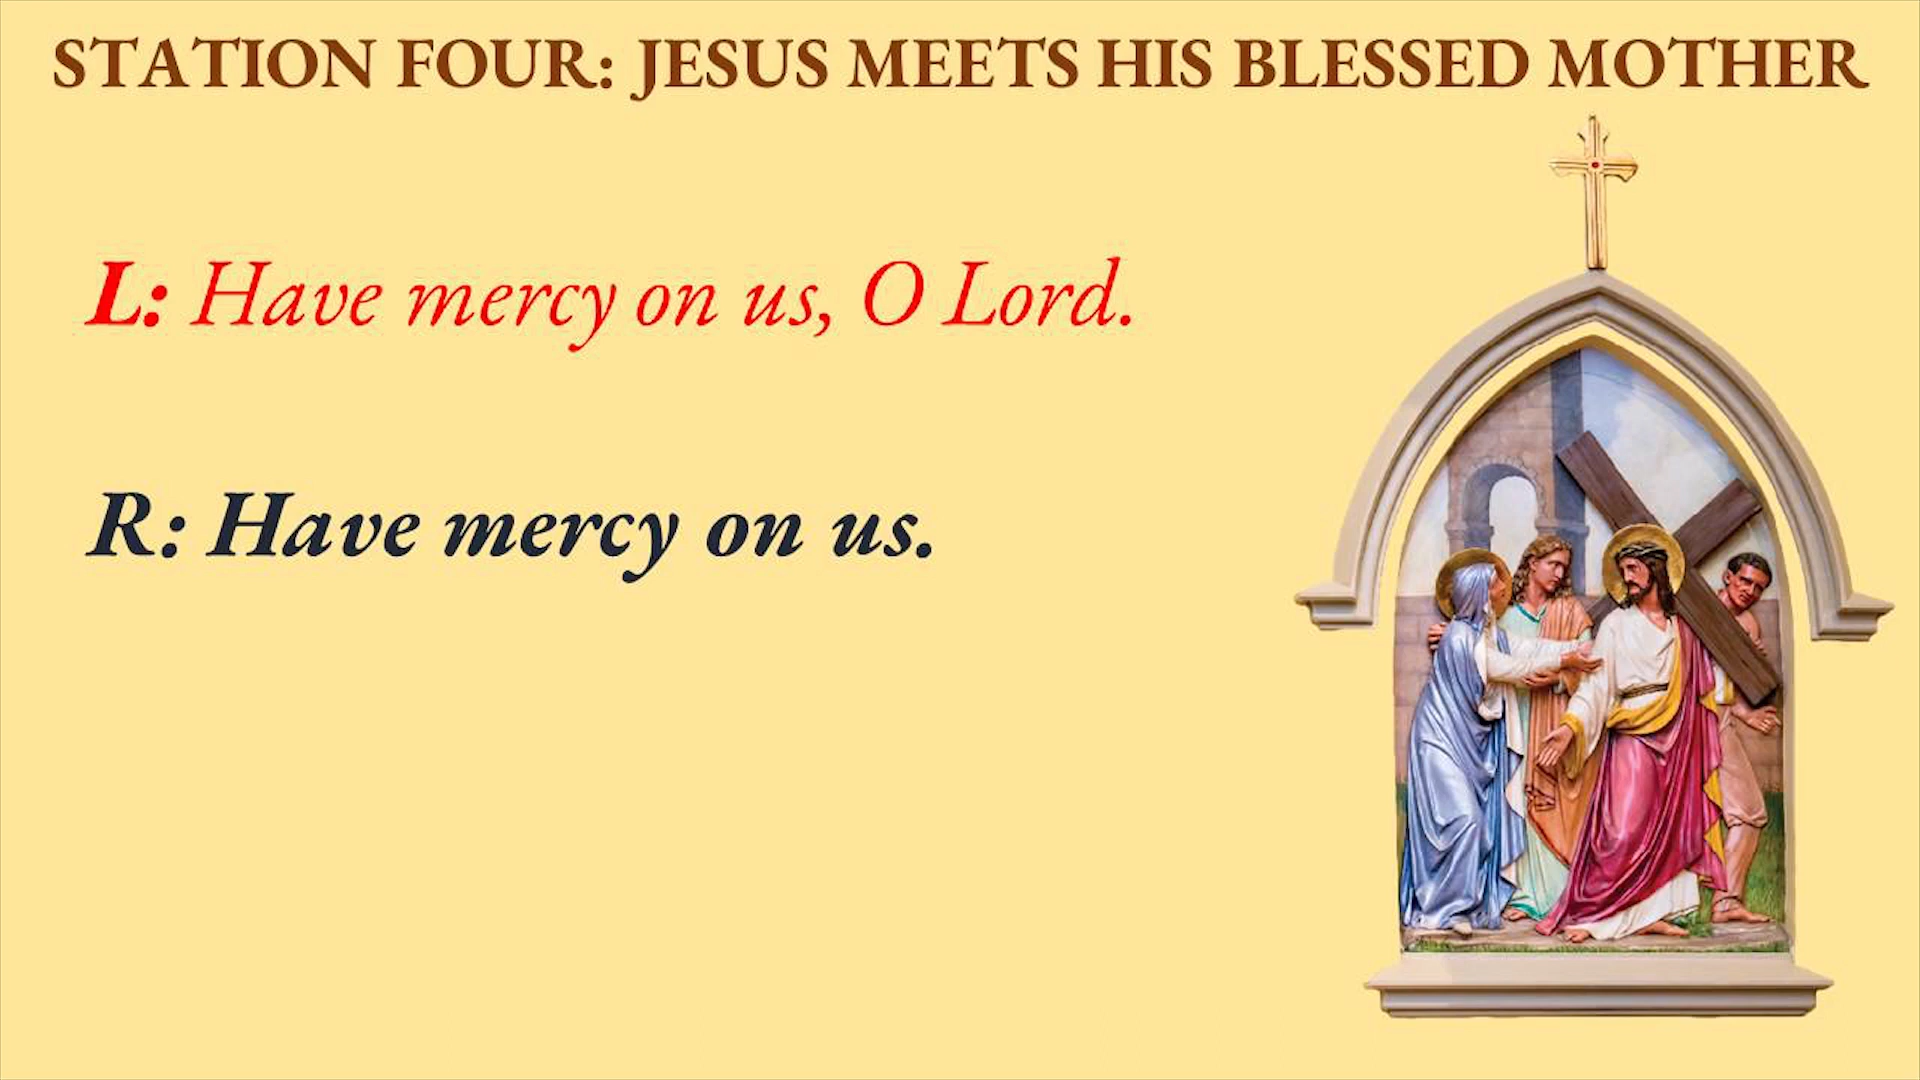 STATION FOUR: JESUS MEETS HIS BLESSED MOTHER
L: Have mercy on us, O Lord.
R: Have mercy on us.